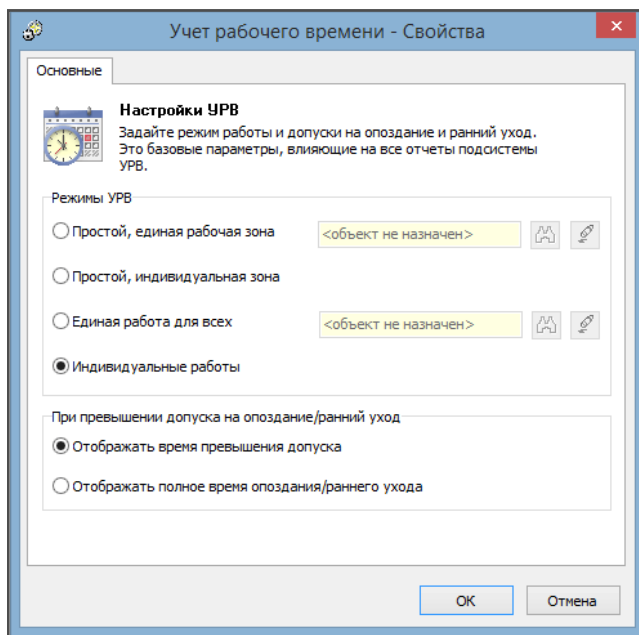 Учет рабочего времени - Свойства
Основные
Настройки УРВ
Задайте режим работы и допуски на опоздание и ранний уход.
Это базовые параметры, влияющие на все отчеты подсистемы
УРВ.
Режимы УРВ
Простой, единая рабочая зона <объект не назначен>
Простой, индивидуальная зона
Единая работа для всех <объект не назначен>
Индивидуальные работы
При превышении допуска на опоздание/ранний уход
Отображать время превышения допуска
Отображать полное время опоздания/раннего ухода
ОК Отмена